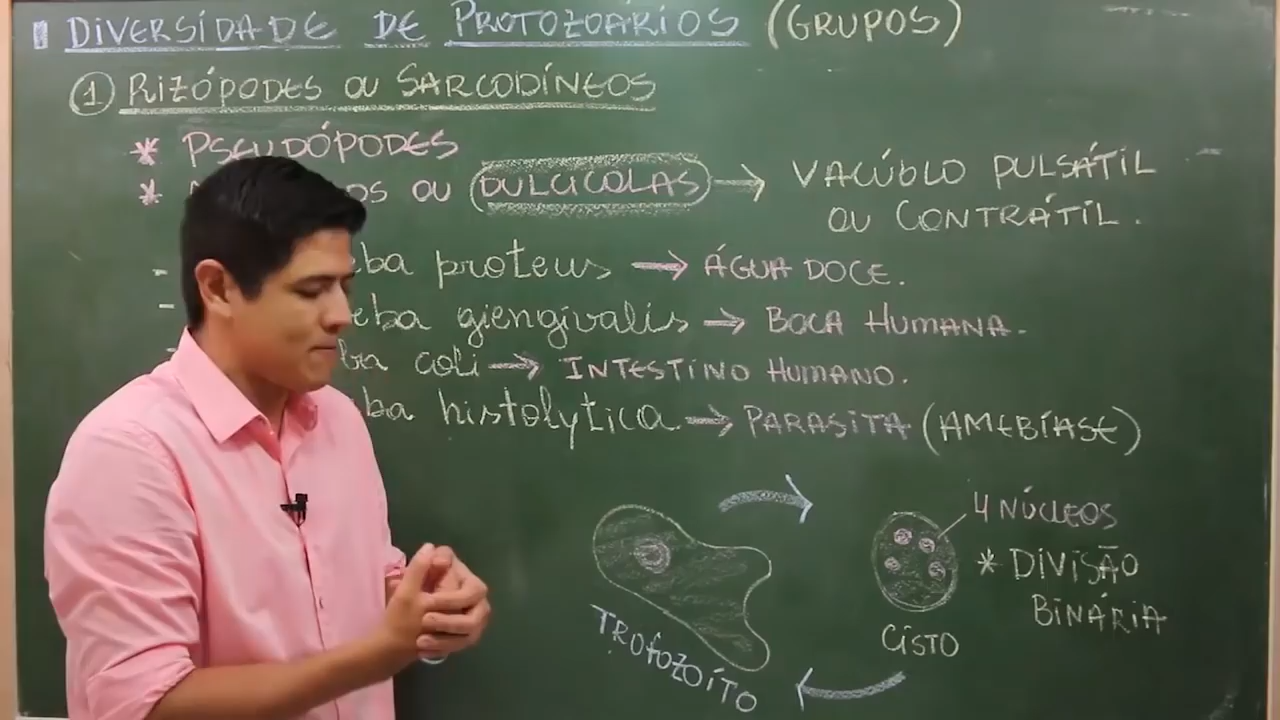 DIVERSIDADE DE PROTOZOÁRIOS (GRUPOS)
1 RIZÓPODES OU SARCODÍNEOS
* PSEUDÓPODES
* OU DULCÍCOLAS → VACÚOLO PULSÁTIL
OU CONTRÁTIL.
- proteus → ÁGUA DOCE.
- giengivalis → BOCA HUMANA.
coli → INTESTINO HUMANO.
histolytica → PARASITA (AMEBÍASE)
4 NÚCLEOS
* DIVISÃO
BINÁRIA
TROFOZOÍTO
CISTO